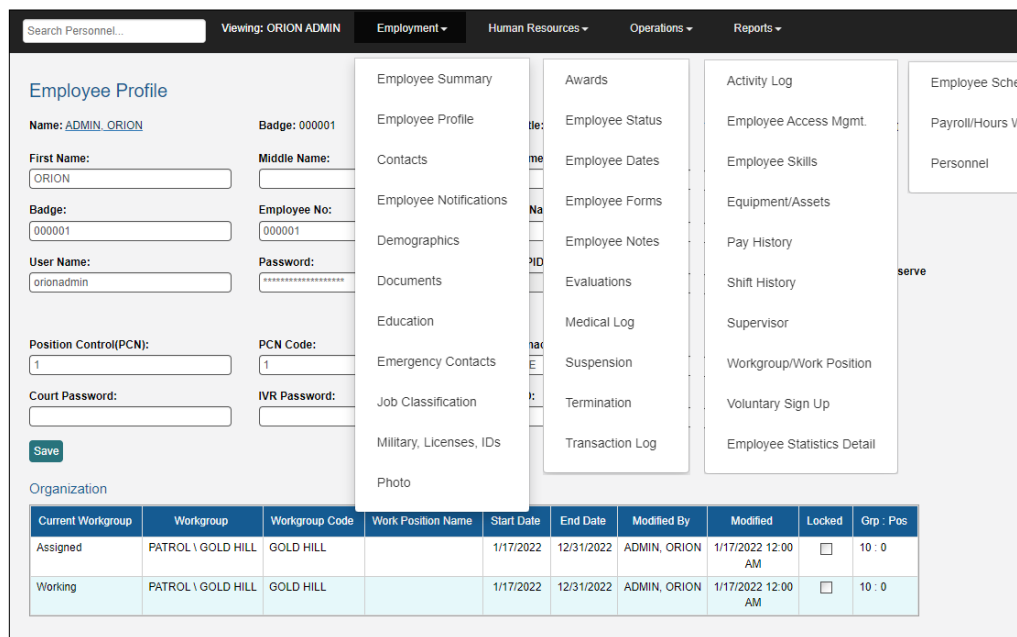 Search Personnel... Viewing: ORION ADMIN Employment Human Resources Operations Reports
Employee Profile
Name: ADMIN, ORION Badge: 000001
First Name: Middle Name:
ORION
Badge: Employee No:
000001 000001
User Name: Password:
orionadmin ******************
Position Control(PCN): PCN Code:
1 1
Court Password: IVR Password:
Save
Employee Summary
Employee Profile
Contacts
Employee Notifications
Demographics
Documents
Education
Emergency Contacts
Job Classification
Military, Licenses, IDs
Photo
Awards
Employee Status
Employee Dates
Employee Forms
Employee Notes
Evaluations
Medical Log
Suspension
Termination
Transaction Log
Activity Log
Employee Access Mgmt.
Employee Skills
Equipment/Assets
Pay History
Shift History
Supervisor
Workgroup/Work Position
Voluntary Sign Up
Employee Statistics Detail
Employee Sche
Payroll/Hours W
Personnel
serve
Organization
Current Workgroup Workgroup Workgroup Code Work Position Name Start Date End Date Modified By Modified Locked Grp : Pos
Assigned PATROL \ GOLD HILL GOLD HILL 1/17/2022 12/31/2022 ADMIN, ORION 1/17/2022 12:00 10 : 0
AM
Working PATROL \ GOLD HILL GOLD HILL 1/17/2022 12/31/2022 ADMIN, ORION 1/17/2022 12:00 10 : 0
AM